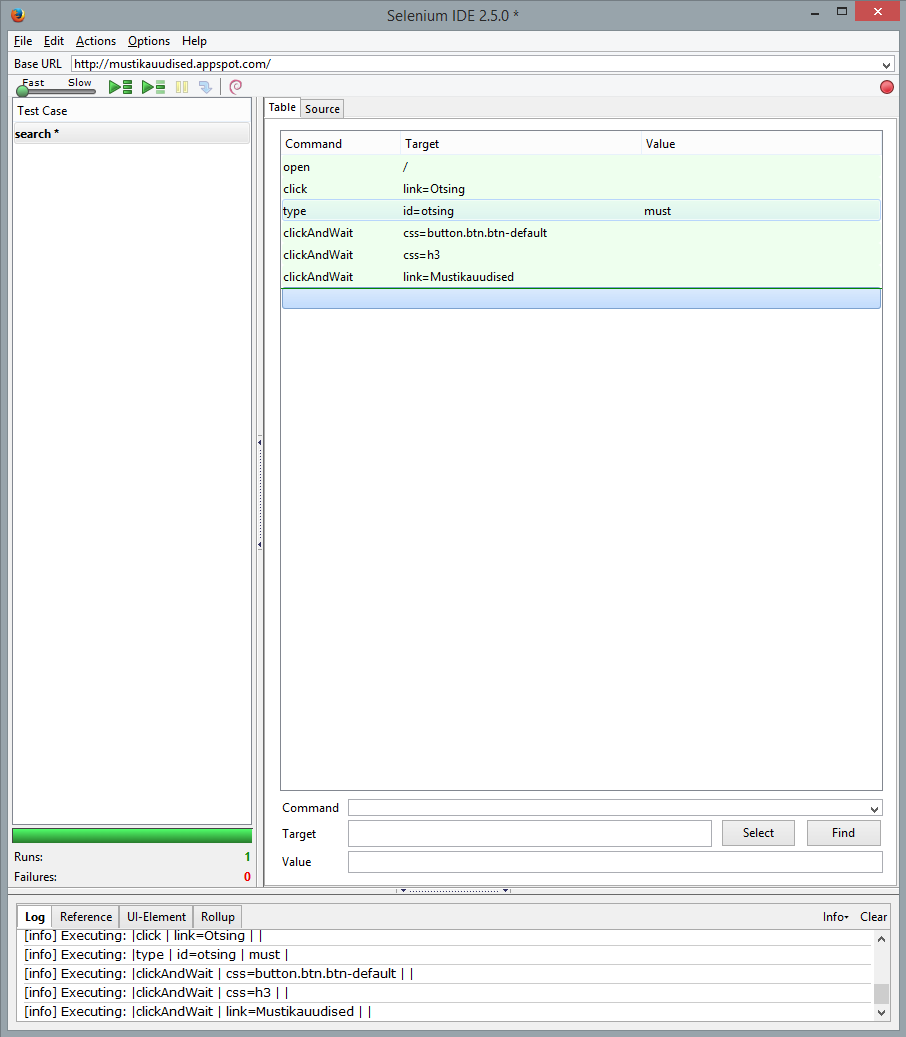 Selenium IDE 2.5.0 *
File Edit Actions Options Help
Base URL http://mustikauudised.appspot.com/
Fast Slow
Test Case
search *
Table Source
Command Target Value
open /
click link=Otsing
type id=otsing must
clickAndWait css=button.btn.btn-default
clickAndWait css=h3
clickAndWait link=Mustikauudised
Command
Target Select Find
Value
Runs: 1
Failures: 0
Log Reference UI-Element Rollup Info Clear
[info] Executing: |click | link=Otsing | |
[info] Executing: |type | id=otsing | must |
[info] Executing: |clickAndWait | css=button.btn.btn-default | |
[info] Executing: |clickAndWait | css=h3 | |
[info] Executing: |clickAndWait | link=Mustikauudised | |